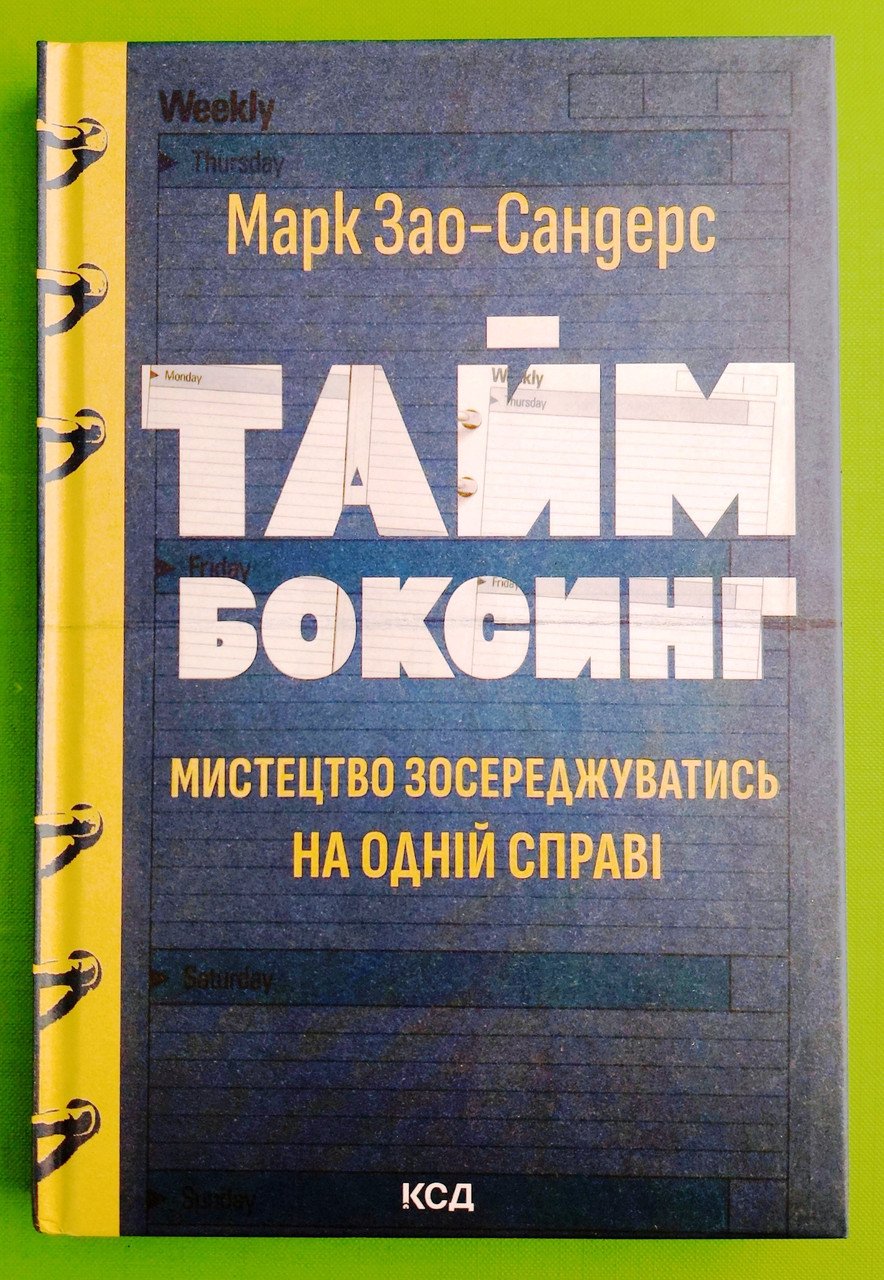 Weekly
Thursday
Марк Зао-Сандерс
ТАЙМ
Monday
Weekly
Thursday
Friday
Friday
БОКСИНГ
МИСТЕЦТВО ЗОСЕРЕДЖУВАТИСЬ
НА ОДНІЙ СПРАВІ
Saturday
Sunday
КСД